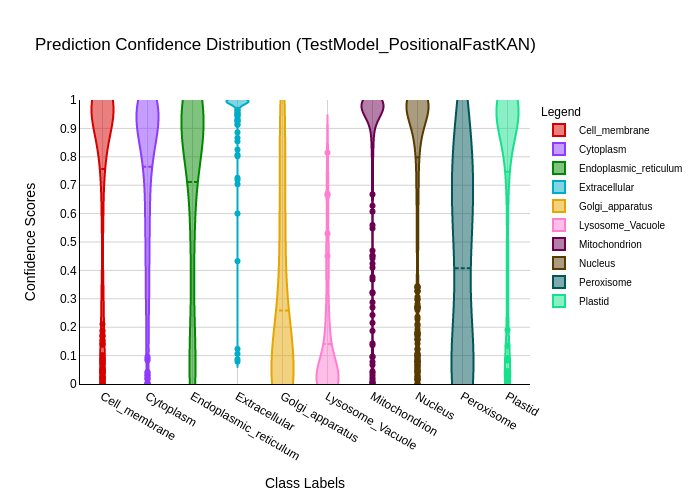 Prediction Confidence Distribution (TestModel_PositionalFastKAN)
Legend
Cell_membrane
Cytoplasm
Endoplasmic_reticulum
Extracellular
Golgi_apparatus
Lysosome_Vacuole
Mitochondrion
Nucleus
Peroxisome
Plastid
Confidence Scores
1
0.9
0.8
0.7
0.6
0.5
0.4
0.3
0.2
0.1
0
Cell_membrane
Cytoplasm
Endoplasmic_reticulum
Extracellular
Golgi_apparatus
Lysosome_Vacuole
Mitochondrion
Nucleus
Peroxisome
Plastid
Class Labels